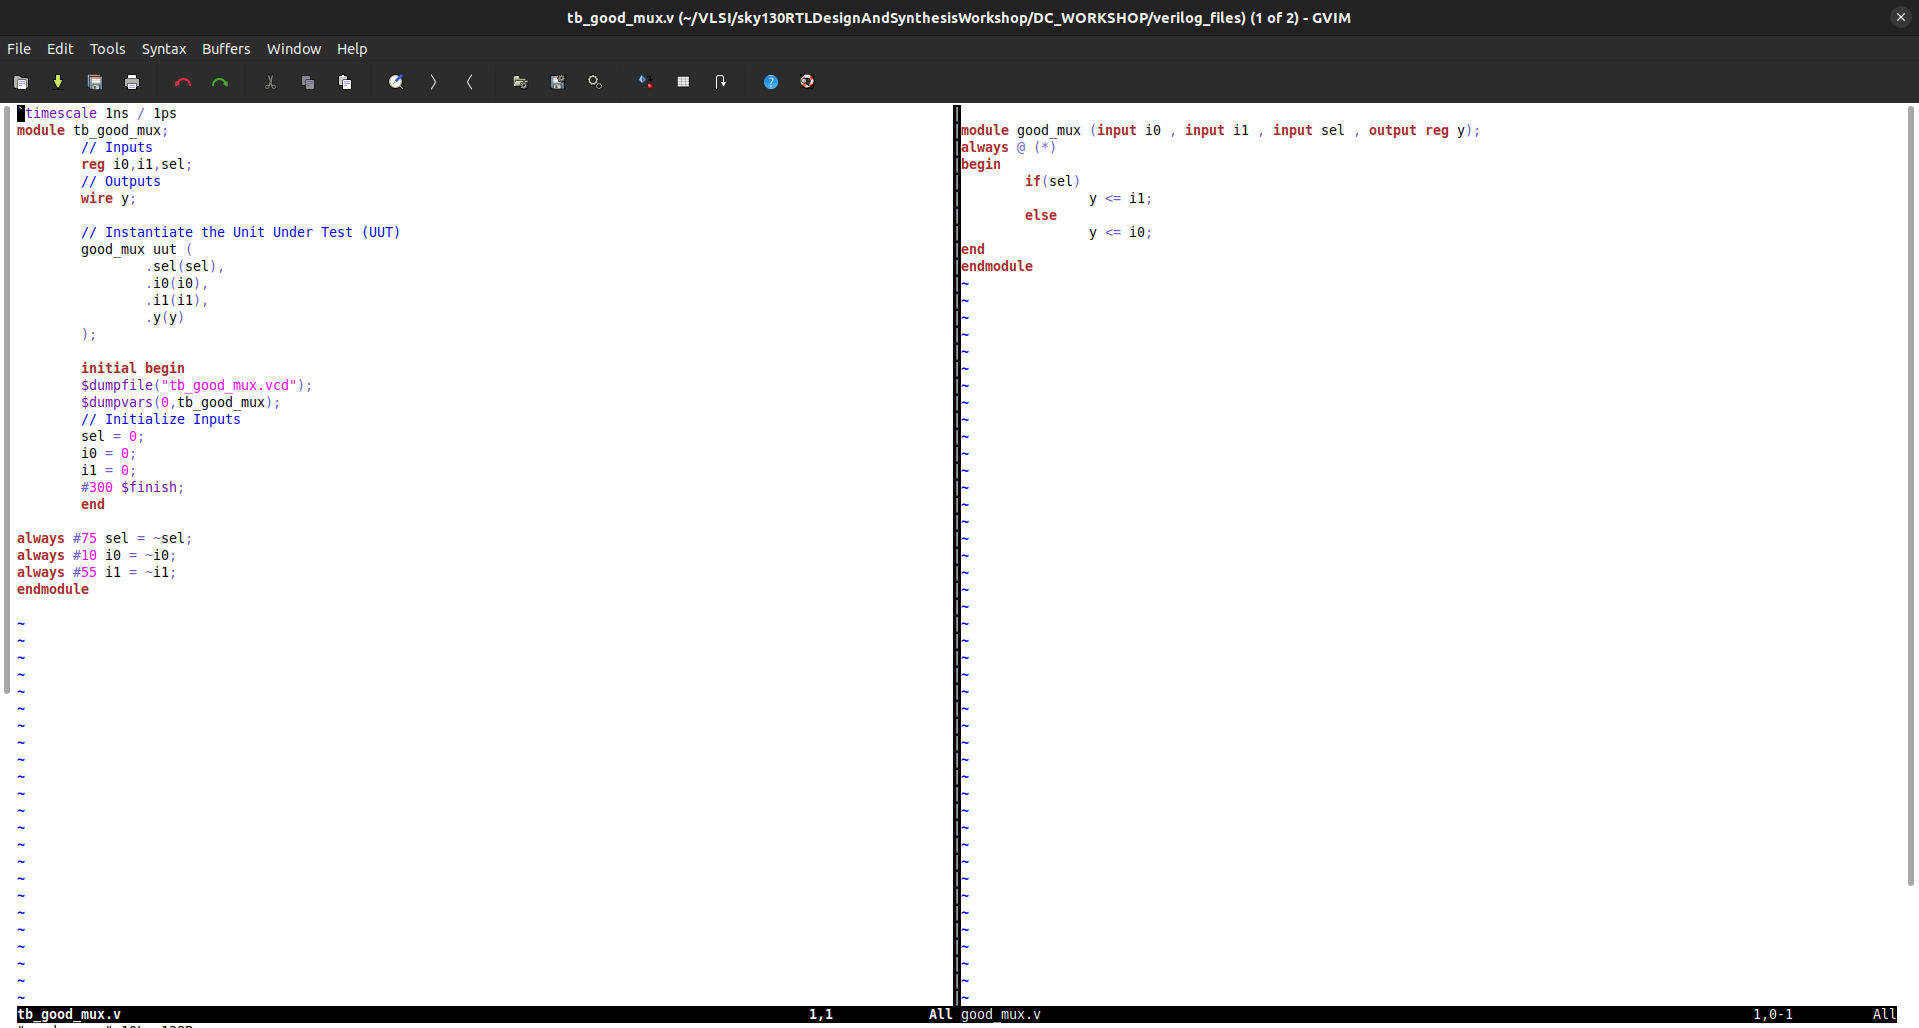 tb_good_mux.v (~/VLSI/sky130RTLDesignAndSynthesisWorkshop/DC_WORKSHOP/verilog_files) (1 of 2) - GVIM
File Edit Tools Syntax Buffers Window Help
`timescale 1ns / 1ps
module tb_good_mux;
// Inputs
reg i0,i1,sel;
// Outputs
wire y;
// Instantiate the Unit Under Test (UUT)
good_mux uut (
.sel(sel),
.i0(i0),
.i1(i1),
.y(y)
);
initial begin
$dumpfile("tb_good_mux.vcd");
$dumpvars(0,tb_good_mux);
// Initialize Inputs
sel = 0;
i0 = 0;
i1 = 0;
#300 $finish;
end
always #75 sel = ~sel;
always #10 i0 = ~i0;
always #55 i1 = ~i1;
endmodule
tb_good_mux.v 1,1 All
module good_mux (input i0 , input i1 , input sel , output reg y);
always @ (*)
begin
if(sel)
y <= i1;
else
y <= i0;
end
endmodule
good_mux.v 1,0-1 All